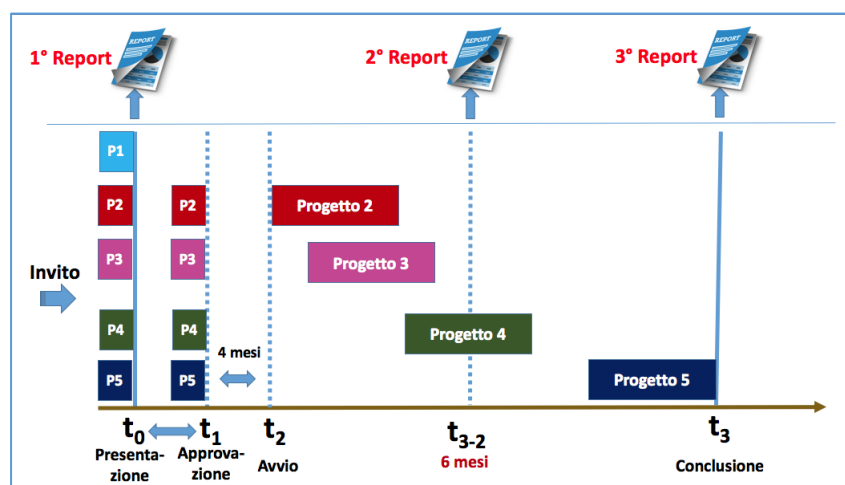 1° Report
REPORT
2° Report
REPORT
3° Report
REPORT
P1
P2
P2
Progetto 2
P3
P3
Progetto 3
Invito
P4
P4
Progetto 4
4 mesi
P5
P5
Progetto 5
t0
t1
t2
t3-2
t3
Presenta-
zione
Approva-
zione
Avvio
6 mesi
Conclusione